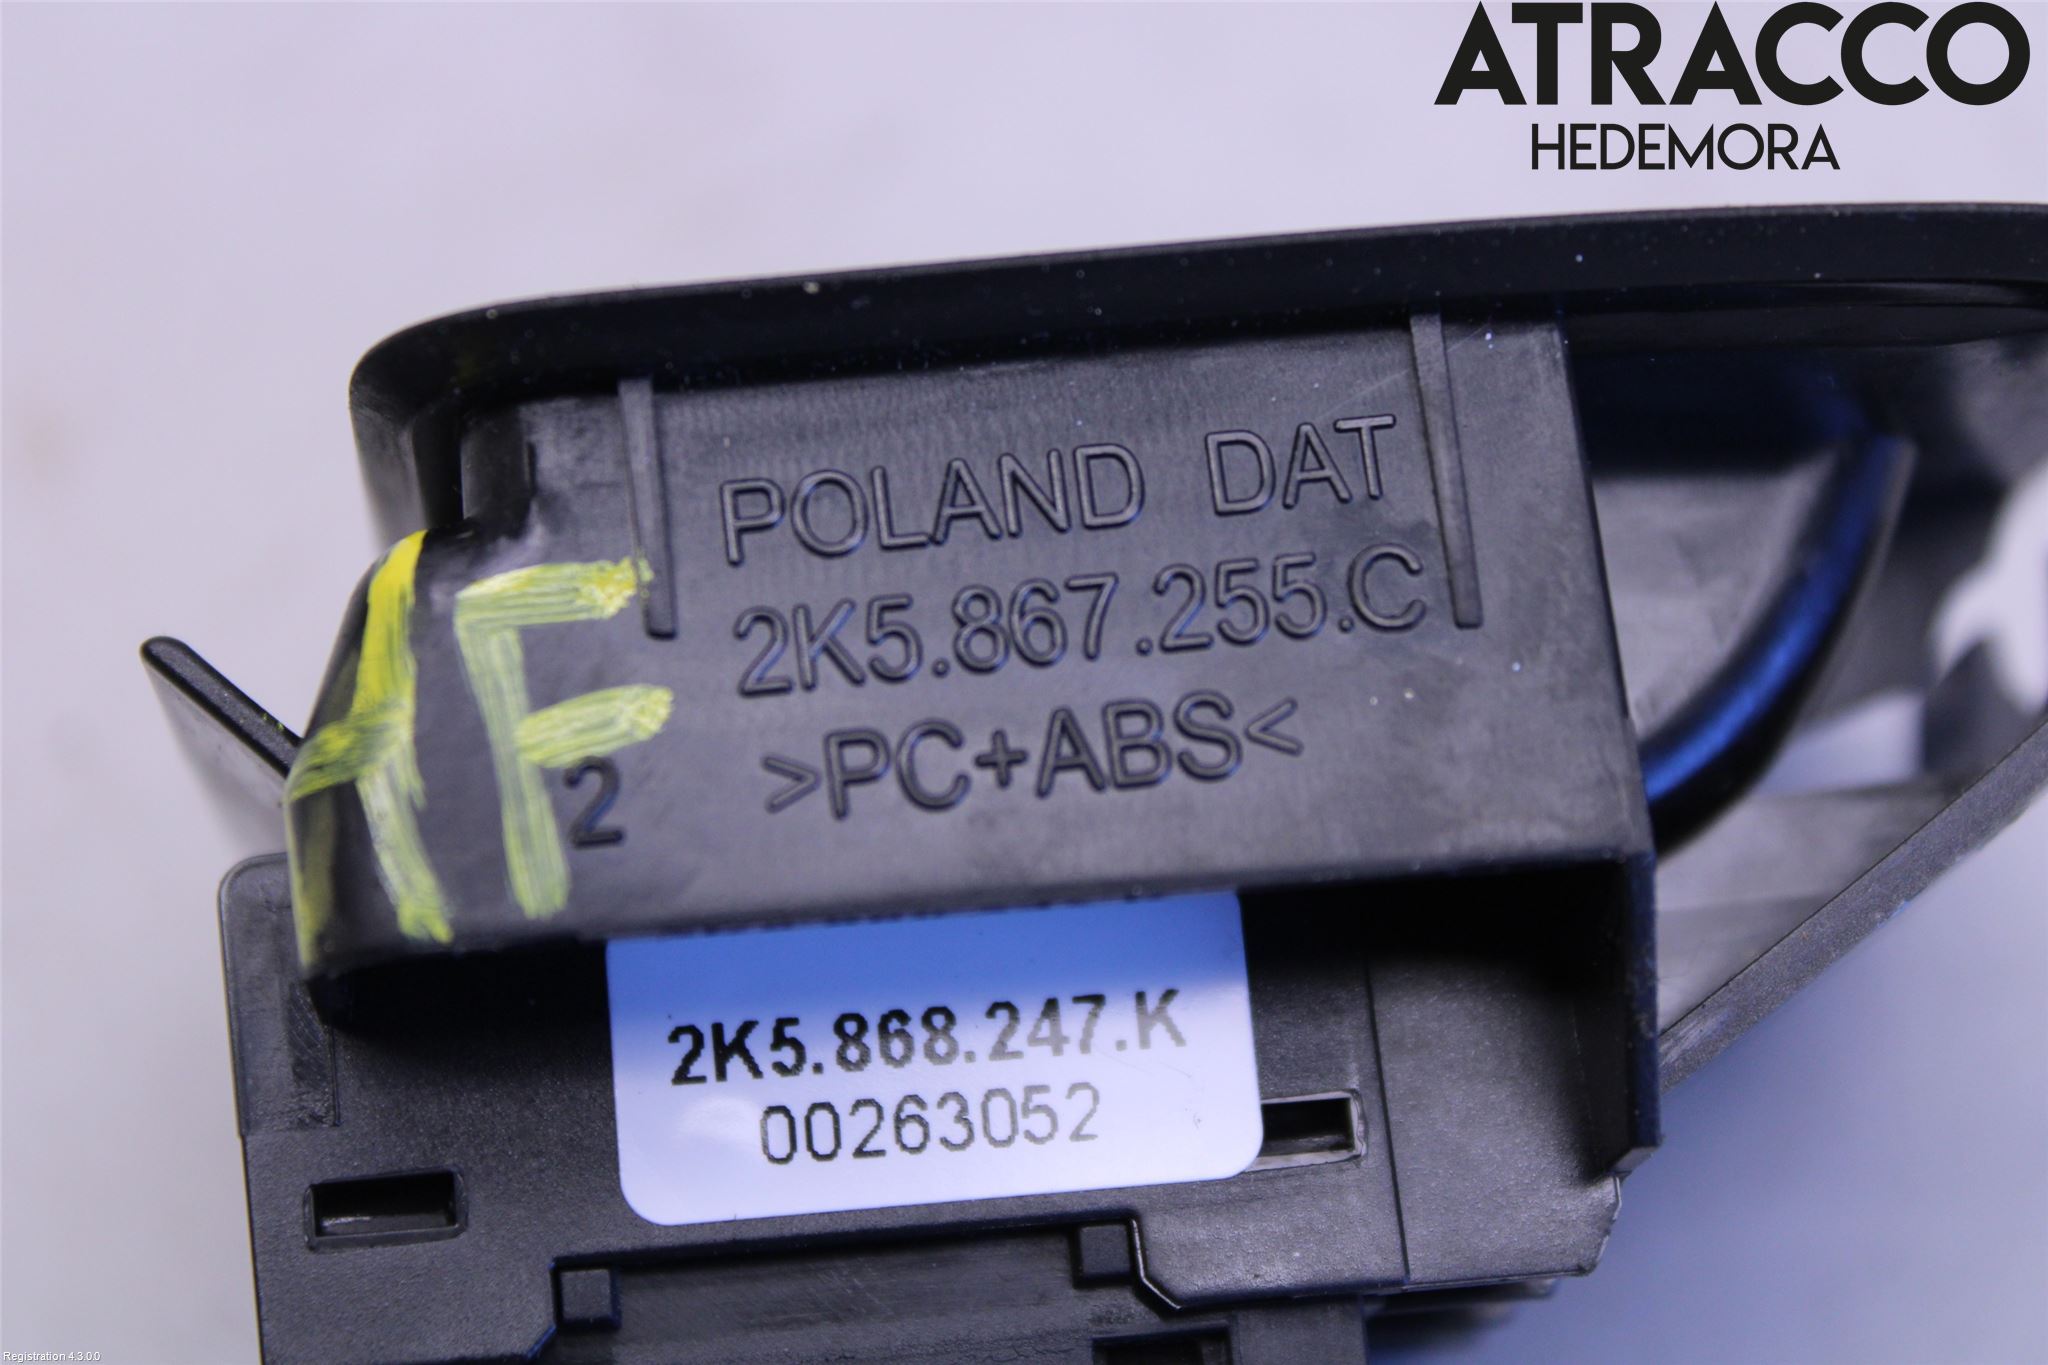 ATRACCO
HEDEMORA
POLAND DAT
2K5.867.255.C
>PC+ABS<
2
2K5.868.247.K
00263052
Registration 4.3.0.0